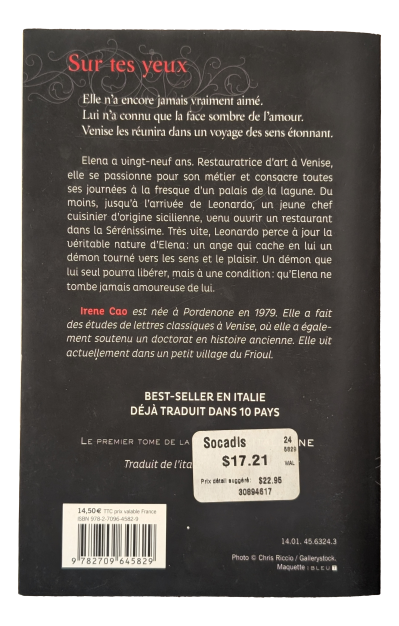 Sur tes yeux
Elle n'a encore jamais vraiment aimé.
Lui n'a connu que la face sombre de l'amour.
Venise les réunira dans un voyage des sens étonnant.
Elena a vingt-neuf ans. Restauratrice d'art à Venise,
elle se passionne pour son métier et consacre toutes
ses journées à la fresque d'un palais de la lagune. Du
moins, jusqu'à l'arrivée de Leonardo, un jeune chef
cuisinier d'origine sicilienne, venu ouvrir un restaurant
dans la Sérénissime. Très vite, Leonardo perce à jour la
véritable nature d'Elena : un ange qui cache en lui un
démon tourné vers les sens et le plaisir. Un démon que
lui seul pourra libérer, mais à une condition : qu'Elena ne
tombe jamais amoureuse de lui.
Irene Cao est née à Pordenone en 1979. Elle a fait
des études de lettres classiques à Venise, où elle a égale-
ment soutenu un doctorat en histoire ancienne. Elle vit
actuellement dans un petit village du Frioul.
BEST-SELLER EN ITALIE
DÉJÀ TRADUIT DANS 10 PAYS
LE PREMIER TOME DE LA
Traduit de l'ita
Socadis
24
6829
$17.21
WAL
Prix détail suggéré: $22.95
30894617
14,50€ TTC prix valable France
ISBN 978-2-7096-4582-9
9 782709 645829
14.01. 45.6324.3
Photo © Chris Riccio / Gallerystock.
Maquette : BLEU T